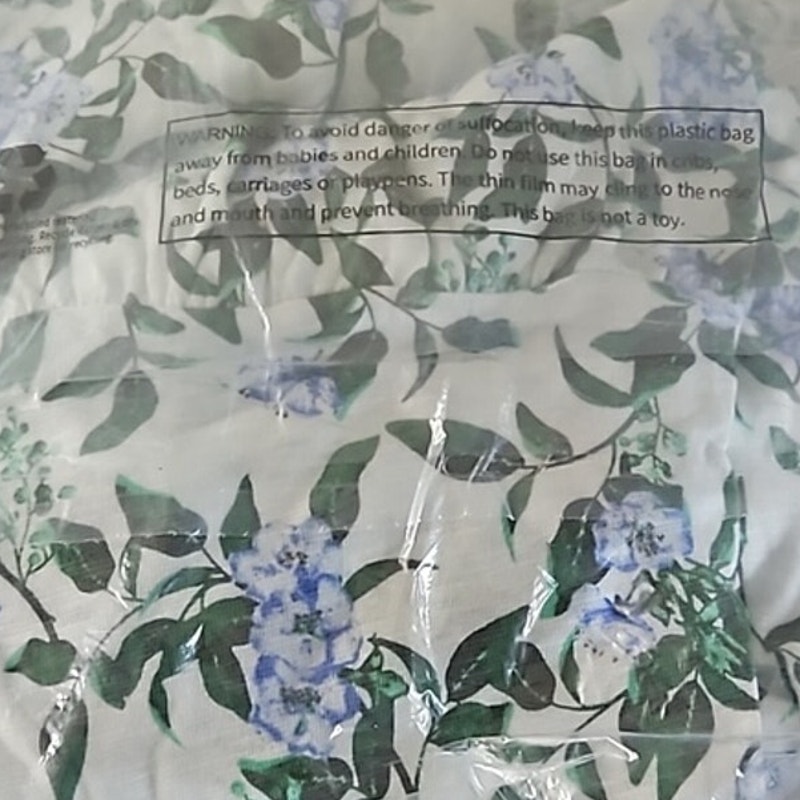 WARNING: To avoid danger of suffocation, keep this plastic bag
away from babies and children. Do not use this bag in cribs,
beds, carriages or playpens. The thin film may cling to the nose
and mouth and prevent breathing. This bag is not a toy.